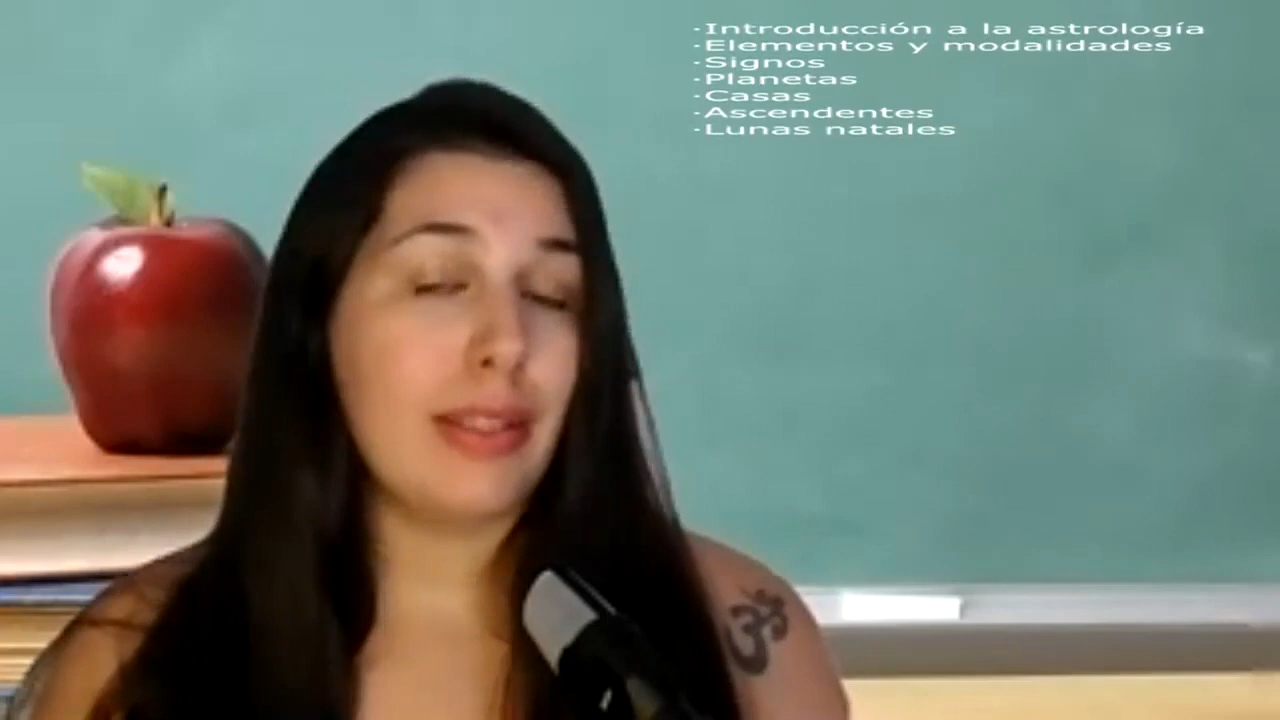 ·Introducción a la astrología
·Elementos y modalidades
·Signos
·Planetas
·Casas
·Ascendentes
·Lunas natales